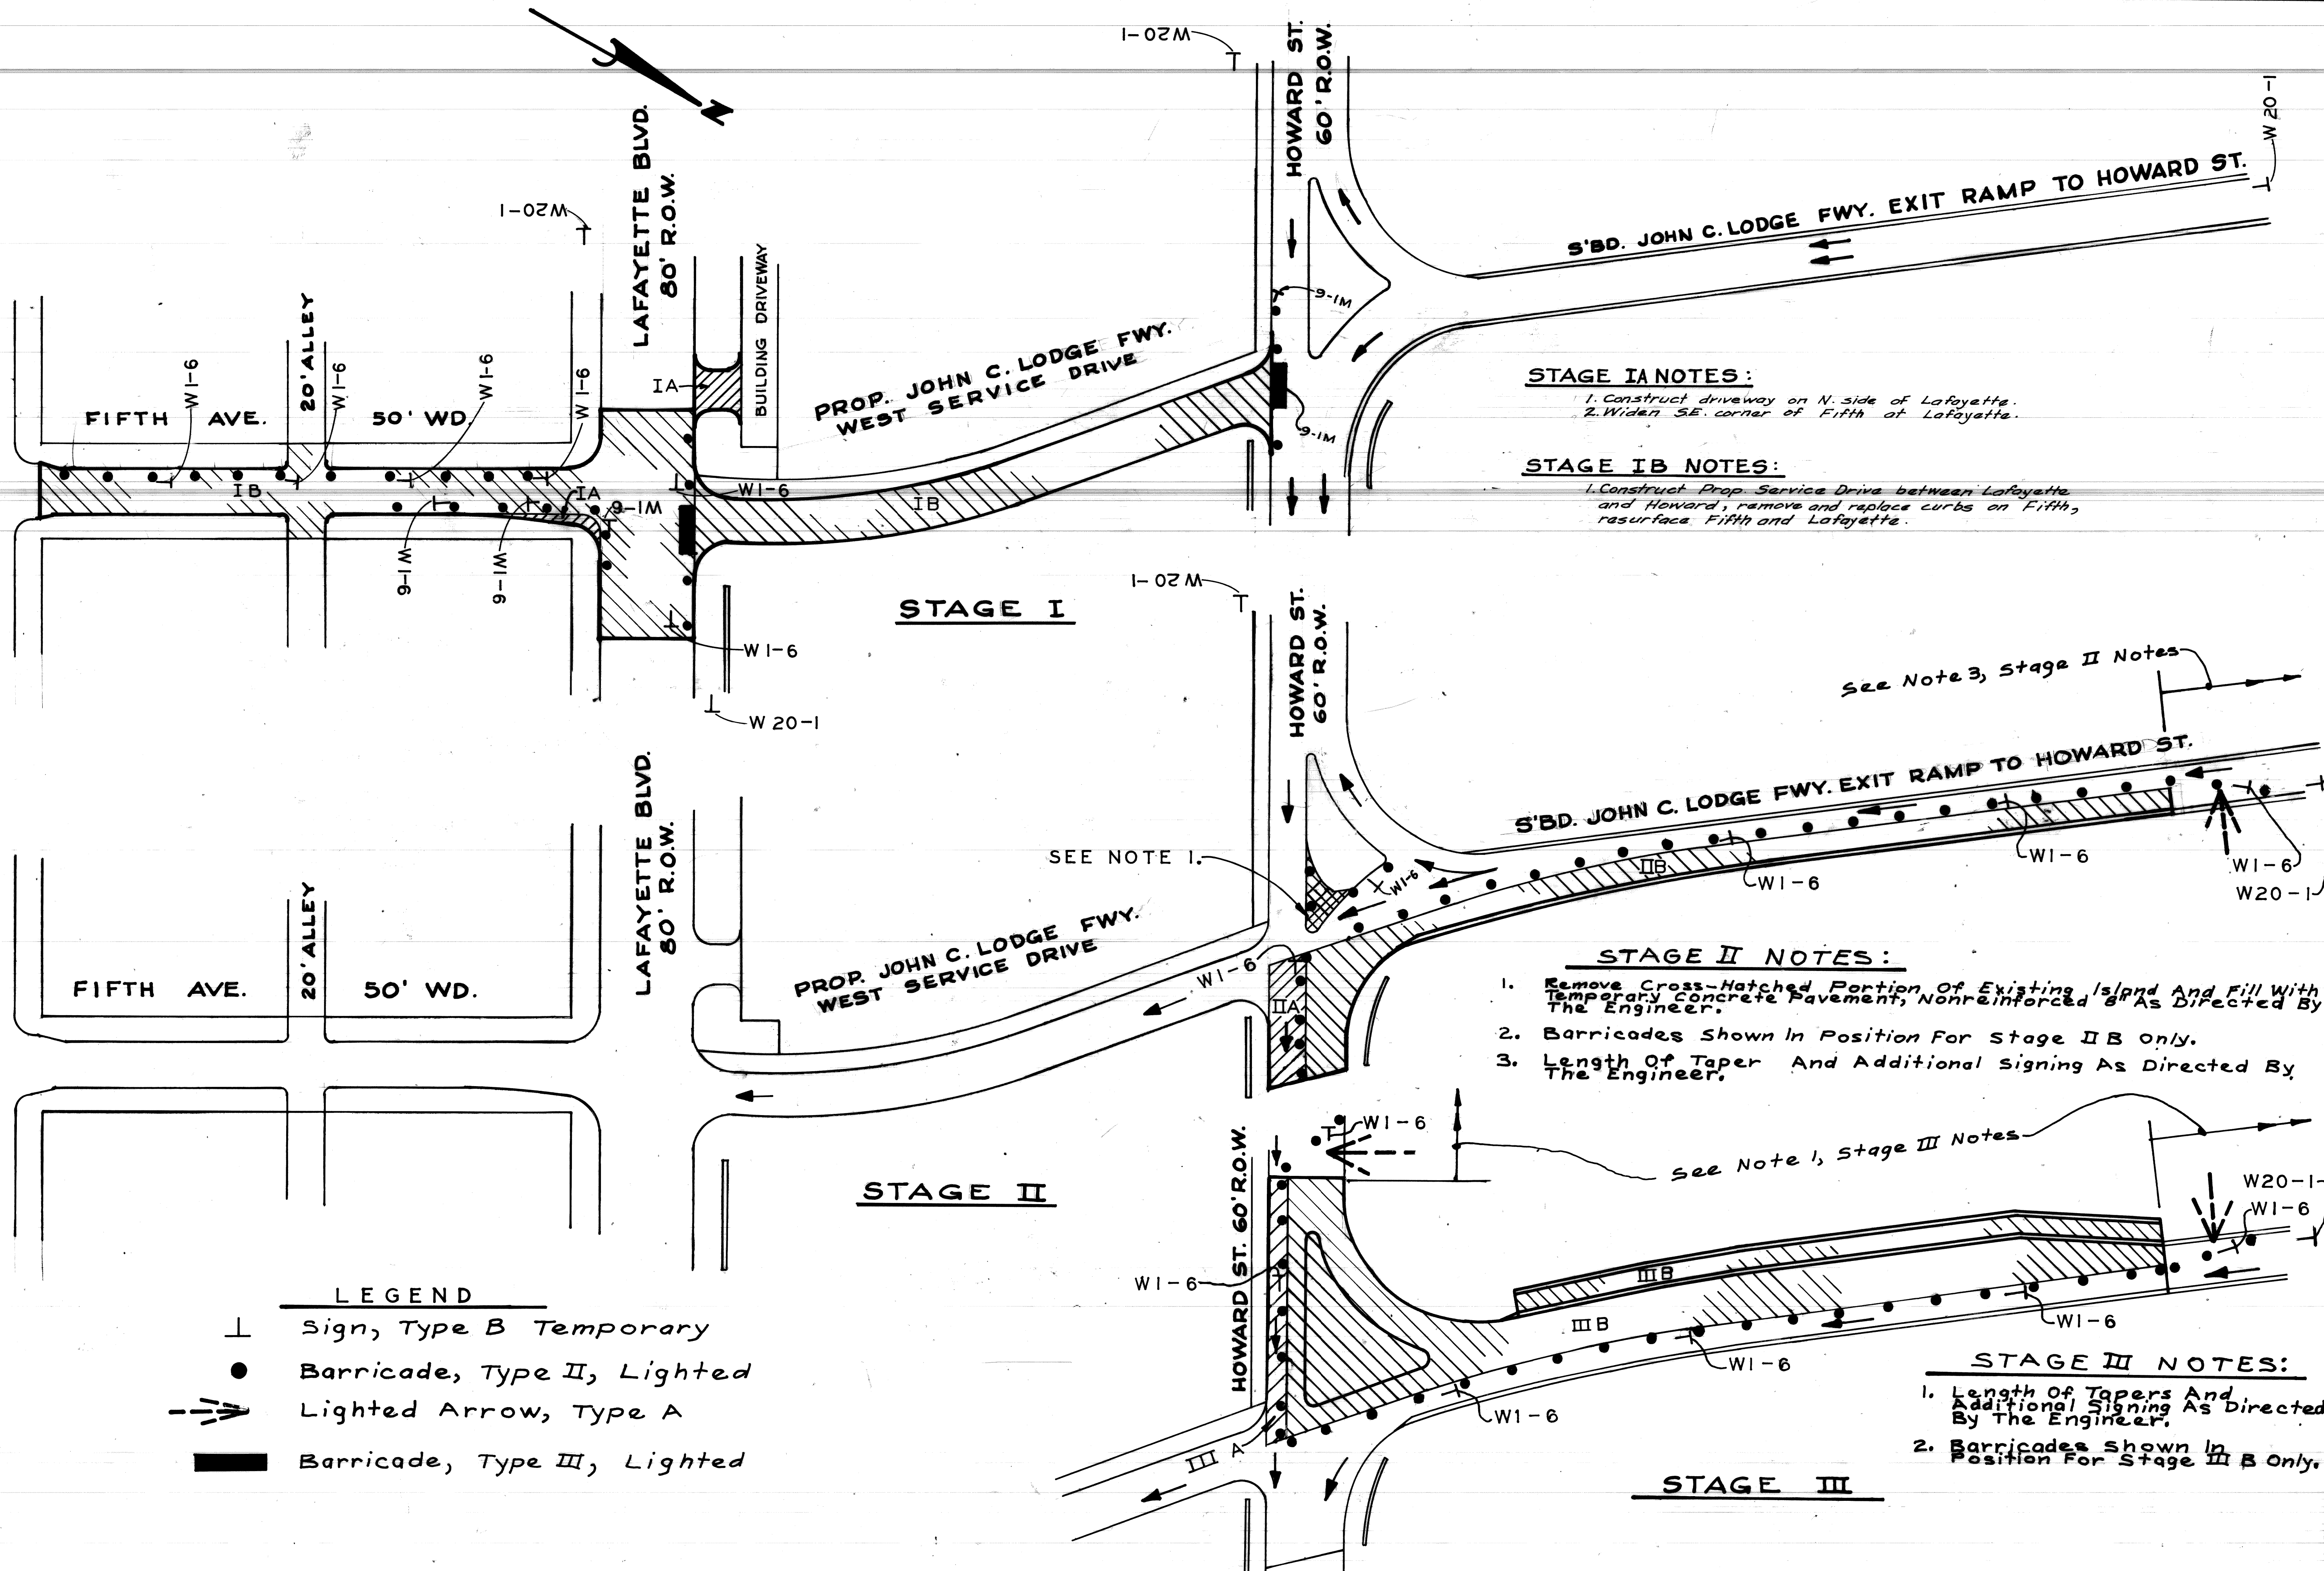 W20-1
HOWARD ST.
60' R.O.W.
W20-1
LAFAYETTE BLVD.
80' R.O.W.
W20-1
S'BD. JOHN C. LODGE FWY. EXIT RAMP TO HOWARD ST.
BUILDING DRIVEWAY
W1-6
20' ALLEY
W1-6
W1-6
W1-6
W1-6
IA
PROP. JOHN C. LODGE FWY.
WEST SERVICE DRIVE
FIFTH AVE.
50' WD.
W1-6
IB
IA
W1-6
W1-6
IB
W1-6
W1-6
W1-6
W20-1
STAGE I
STAGE IA NOTES:
1. Construct driveway on N. side of Lafayette.
2. Widen S.E. corner of Fifth at Lafayette.
STAGE IB NOTES:
1. Construct Prop. Service Drive between Lafayette
and Howard, remove and replace curbs on Fifth,
resurface Fifth and Lafayette.
W20-1
HOWARD ST.
60' R.O.W.
See Note 3, Stage II Notes
S'BD. JOHN C. LODGE FWY. EXIT RAMP TO HOWARD ST.
LAFAYETTE BLVD.
80' R.O.W.
SEE NOTE 1.
W1-6
IIB
W1-6
W1-6
W1-6
W20-1
20' ALLEY
FIFTH AVE.
50' WD.
PROP. JOHN C. LODGE FWY.
WEST SERVICE DRIVE
W1-6
IIA
STAGE II
STAGE II NOTES:
1. Remove Cross-Hatched Portion Of Existing Island And Fill With
Temporary Concrete Pavement, Nonreinforced 8" As Directed By
The Engineer.
2. Barricades Shown In Position For Stage II B Only.
3. Length Of Taper And Additional Signing As Directed By
The Engineer.
W1-6
See Note 1, Stage III Notes
HOWARD ST. 60' R.O.W.
W20-1
W1-6
W1-6
IIIB
IIIB
W1-6
W1-6
W1-6
III A
STAGE III
STAGE III NOTES:
1. Length Of Tapers And
Additional Signing As Directed
By The Engineer.
2. Barricades Shown In
Position For Stage III B Only.
LEGEND
Sign, Type B Temporary
Barricade, Type II, Lighted
Lighted Arrow, Type A
Barricade, Type III, Lighted